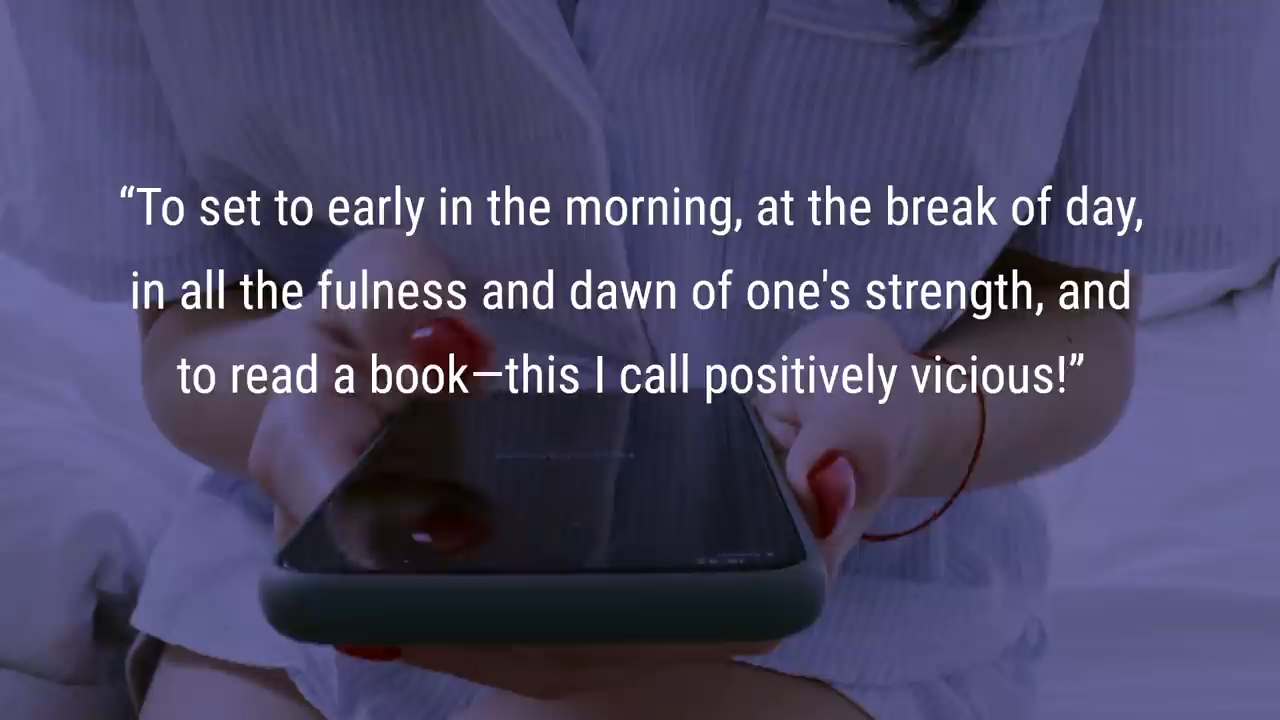 “To set to early in the morning, at the break of day,
in all the fulness and dawn of one's strength, and
to read a book—this I call positively vicious!”